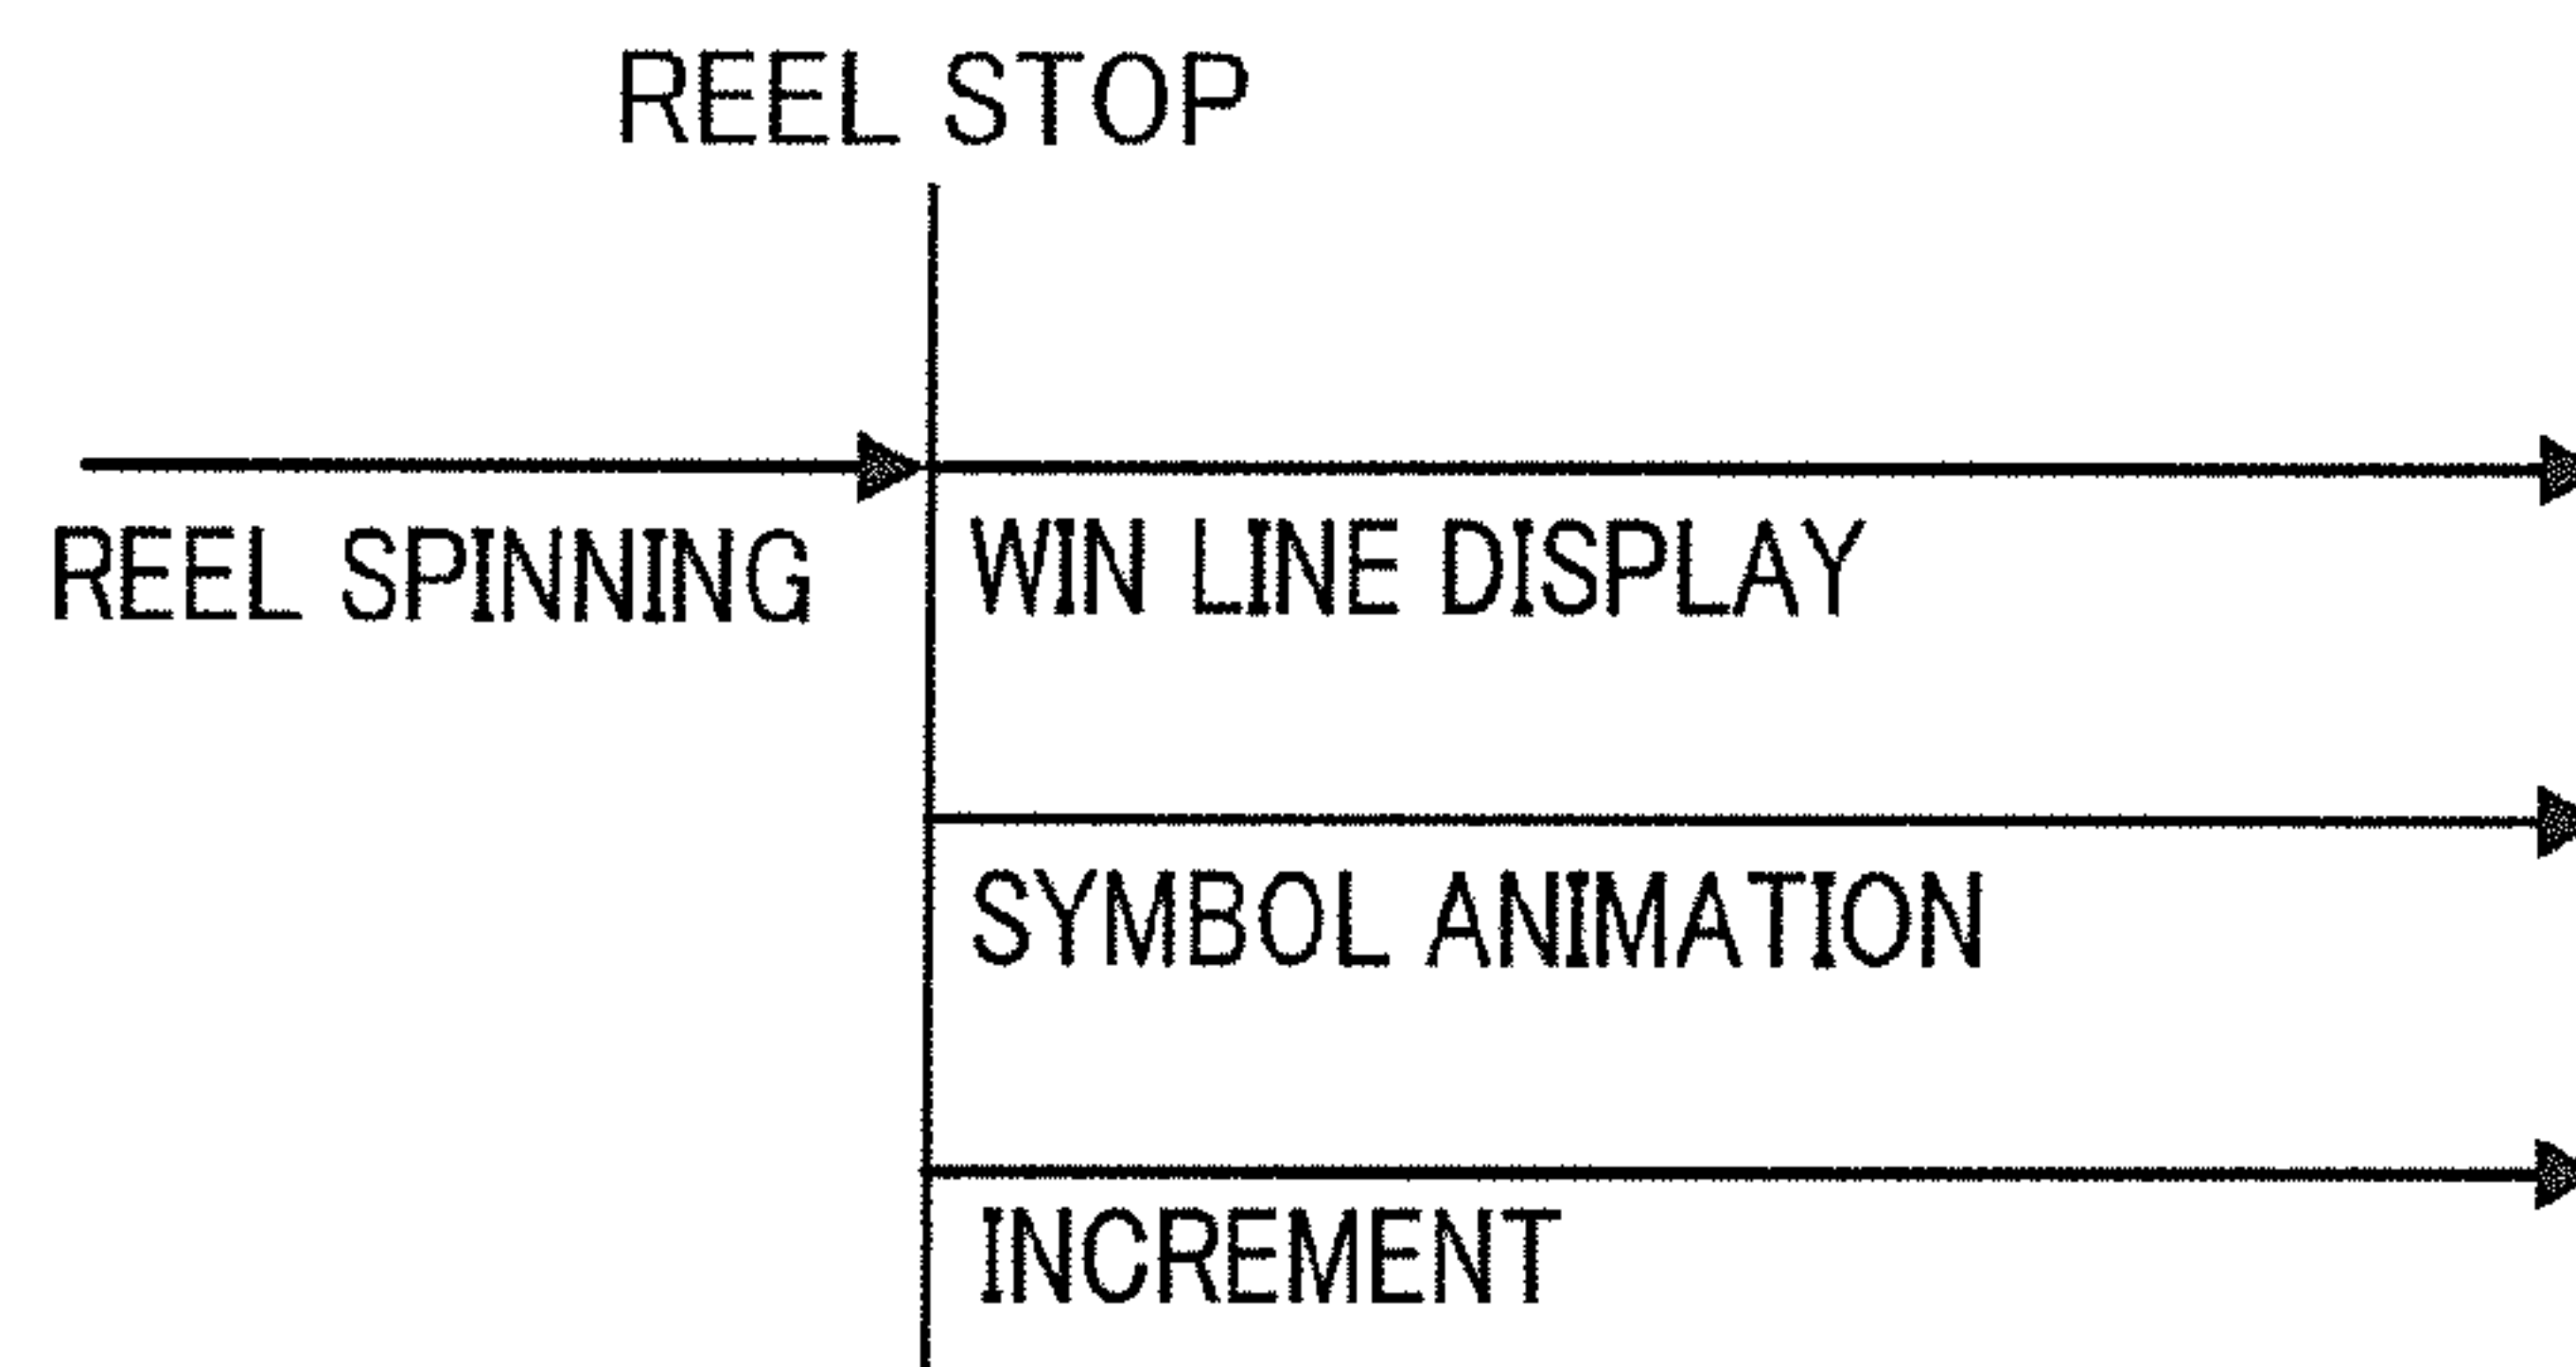 REEL STOP
REEL SPINNING
WIN LINE DISPLAY
SYMBOL ANIMATION
INCREMENT